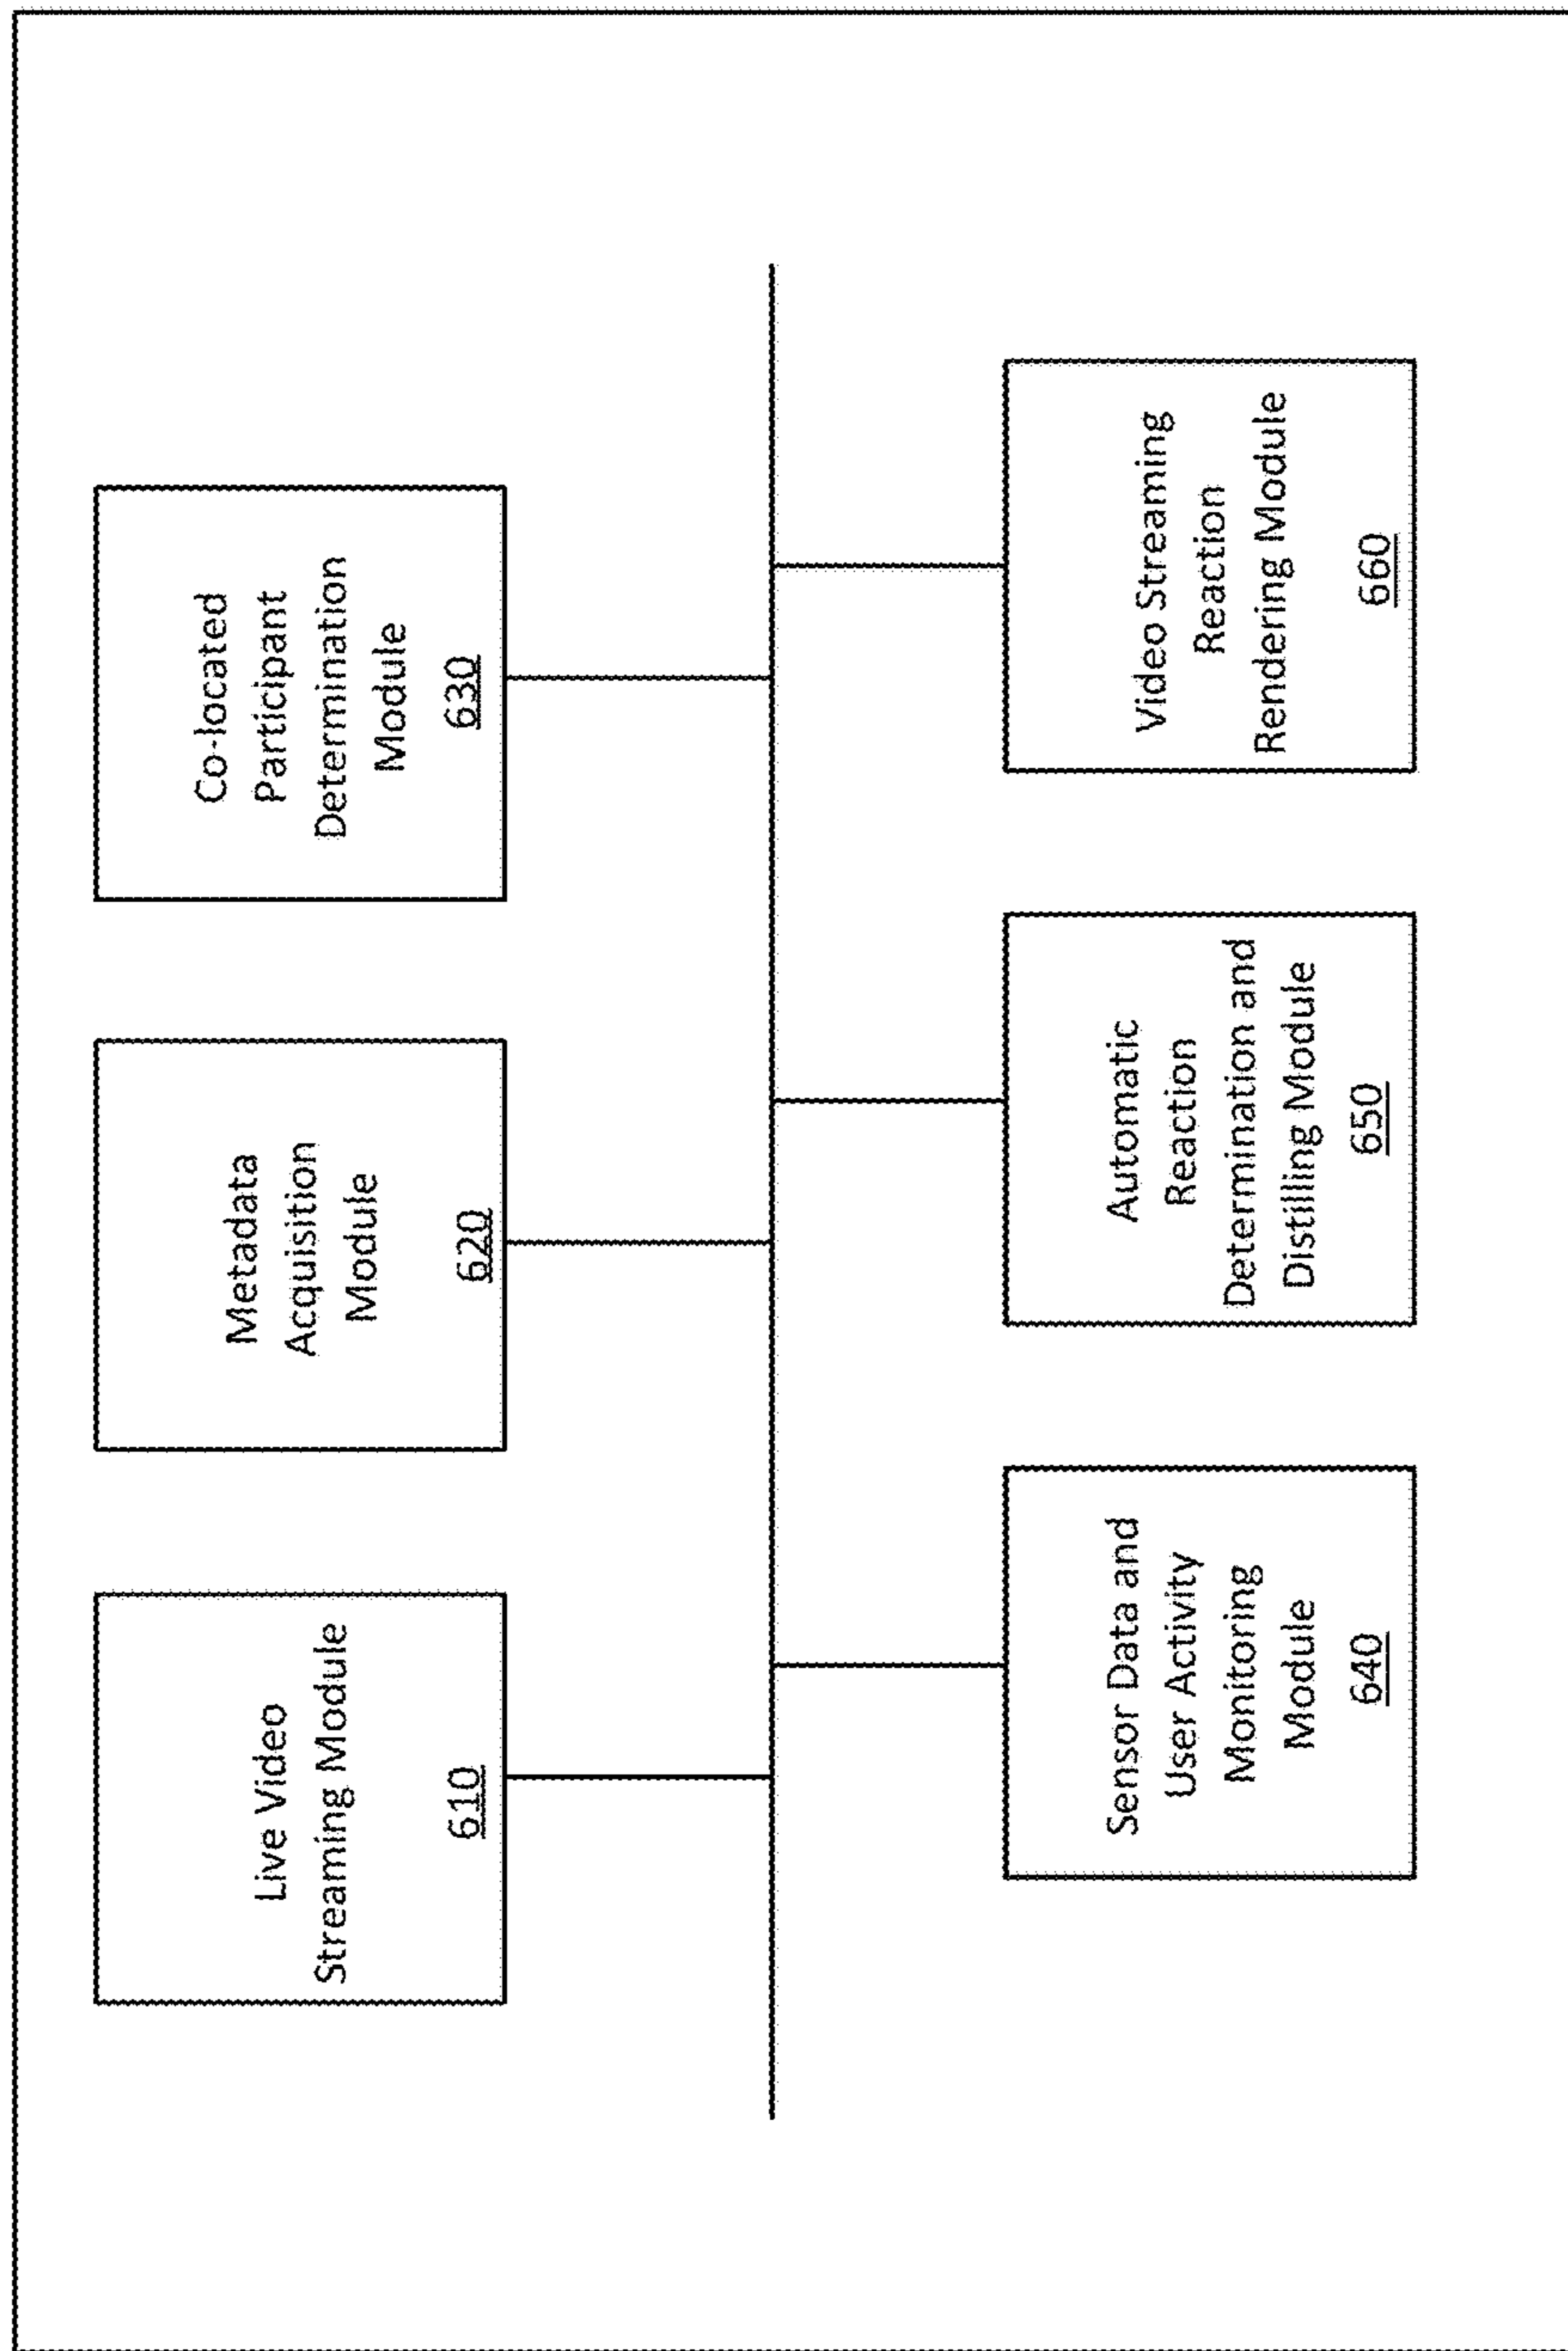 Live Video
Streaming Module
610
Metadata
Acquisition
Module
620
Co-located
Participant
Determination
Module
630
Sensor Data and
User Activity
Monitoring
Module
640
Automatic
Reaction
Determination and
Distilling Module
650
Video Streaming
Reaction
Rendering Module
660